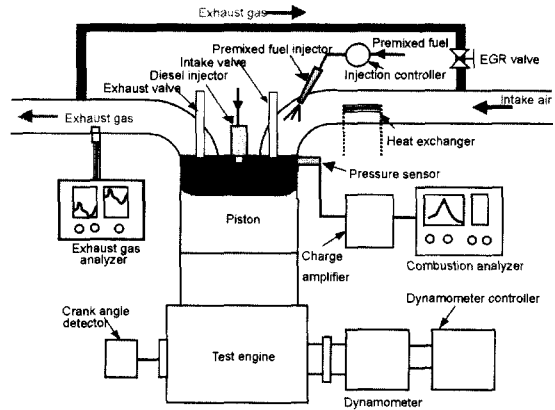 Exhaust gas
Premixed fuel injector
Premixed fuel
Intake valve
Diesel injector
Exhaust valve
Injection controller
EGR valve
Exhaust gas
Intake air
Heat exchanger
Pressure sensor
Piston
Exhaust gas
analyzer
Charge
amplifier
Combustion analyzer
Crank angle
detector
Test engine
Dynamometer controller
Dynamometer